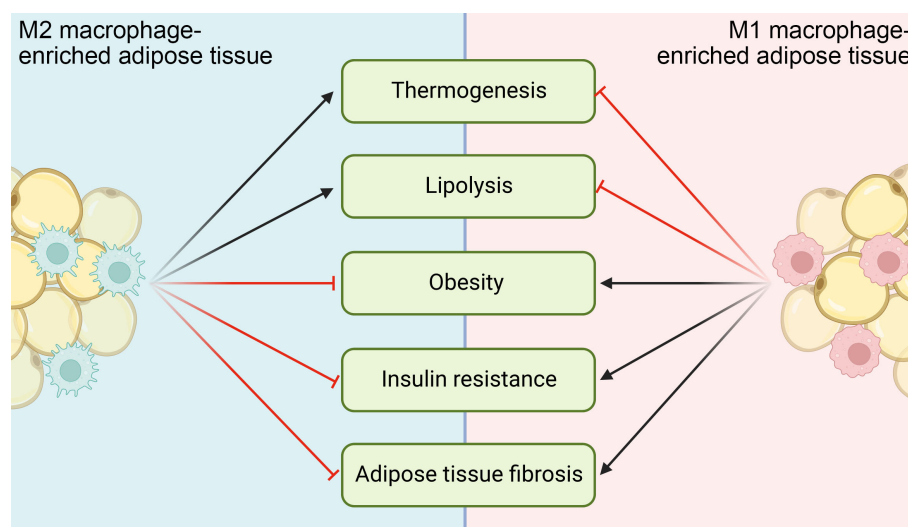 M2 macrophage-
enriched adipose tissue
M1 macrophage-
enriched adipose tissue
Thermogenesis
Lipolysis
Obesity
Insulin resistance
Adipose tissue fibrosis